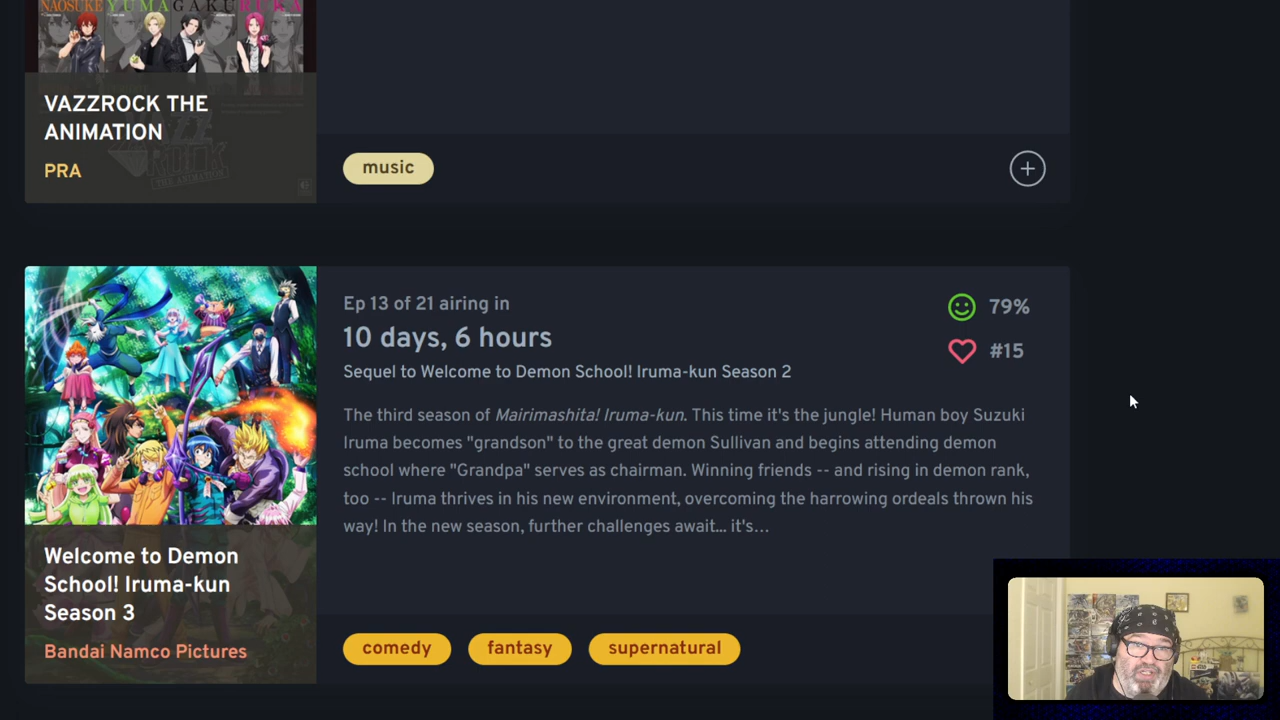 NAOSUKE YUMA GAKU RUKA
VAZZROCK THE
ANIMATION
PRA
music
Ep 13 of 21 airing in
10 days, 6 hours
Sequel to Welcome to Demon School! Iruma-kun Season 2
79%
#15
The third season of Mairimashita! Iruma-kun. This time it's the jungle! Human boy Suzuki
Iruma becomes "grandson" to the great demon Sullivan and begins attending demon
school where "Grandpa" serves as chairman. Winning friends -- and rising in demon rank,
too -- Iruma thrives in his new environment, overcoming the harrowing ordeals thrown his
way! In the new season, further challenges await... it's…
Welcome to Demon
School! Iruma-kun
Season 3
Bandai Namco Pictures
comedy
fantasy
supernatural